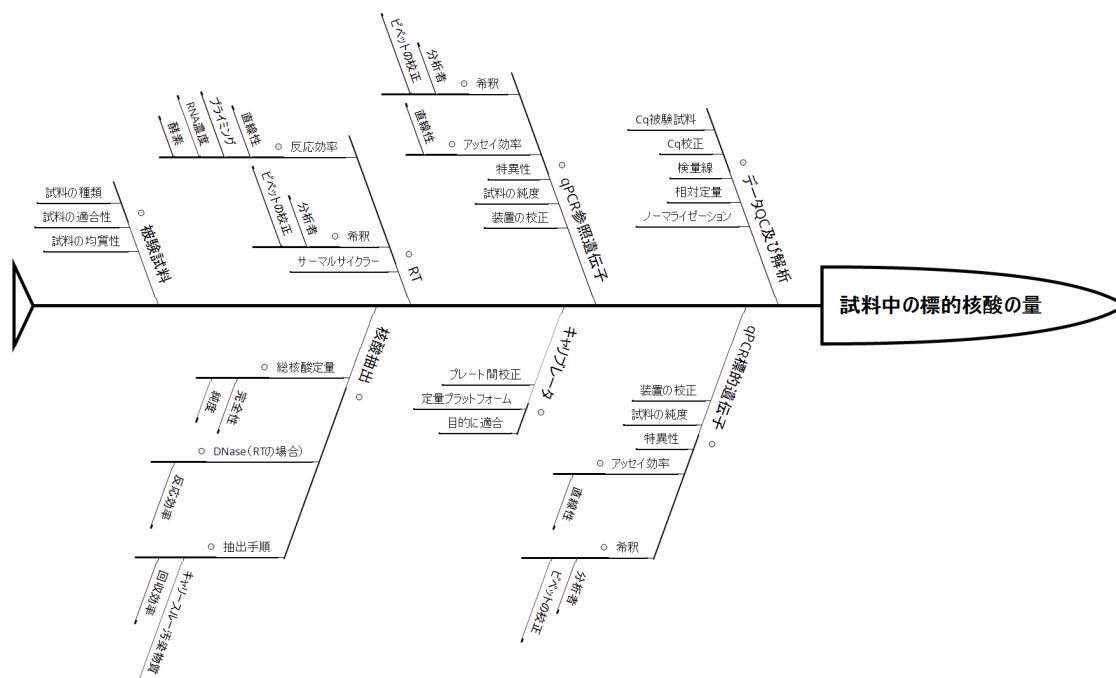 ピペットの校正
分析者
希釈
直線性
アッセイ効率
特異性
試料の純度
装置の校正
qPCR参照遺伝子
酵素
RNA濃度
プライミング
直線性
反応効率
ピペットの校正
分析者
希釈
サーマルサイクラー
RT
Cq被験試料
Cq校正
検量線
相対定量
ノーマライゼーション
データQC及び解析
試料の種類
試料の適合性
試料の均質性
被験試料
試料中の標的核酸の量
核酸抽出
総核酸定量
純度
完全性
DNase（RTの場合）
反応効率
抽出手順
回収効率
キャリースルー汚染物質
キャリブレータ
プレート間校正
定量プラットフォーム
目的に適合
qPCR標的遺伝子
装置の校正
試料の純度
特異性
アッセイ効率
直線性
希釈
ピペットの校正
分析者